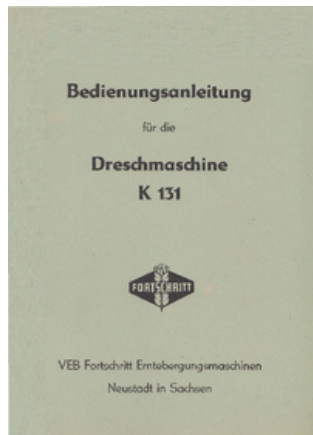 Bedienungsanleitung
für die
Dreschmaschine
K 131
FORTSCHRITT
VEB Fortschritt Erntebergungsmaschinen
Neustadt in Sachsen